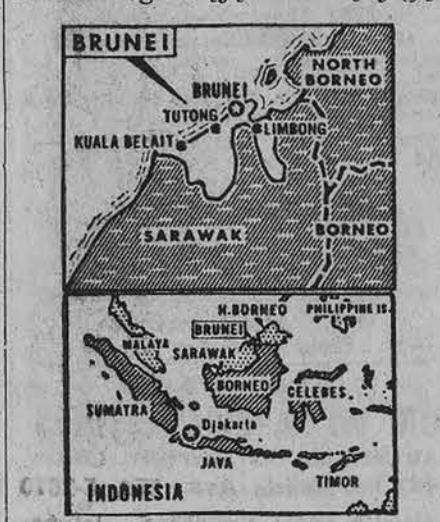 BRUNEI
NORTH
BORNEO
BRUNEI
TUTONG
LIMBONG
KUALA BELAIT
SARAWAK
BORNEO
N.BORNEO
PHILIPPINE IS.
BRUNEI
MALAYA
SARAWAK
BORNEO
CELEBES
SUMATRA
Djakarta
JAVA
TIMOR
INDONESIA